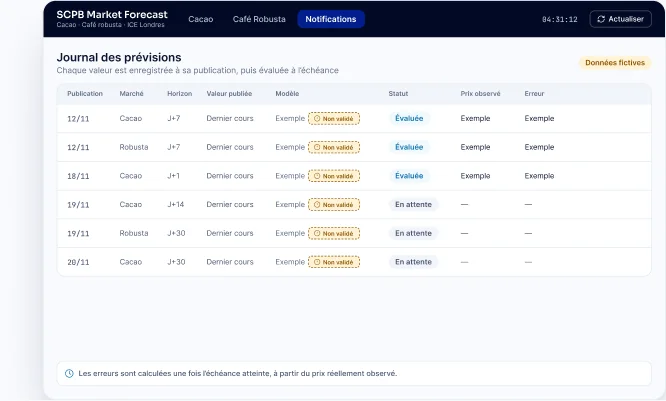 SCPB Market Forecast
Cacao · Café robusta · ICE Londres
Cacao Café Robusta Notifications
04:31:12
Actualiser
Journal des prévisions
Chaque valeur est enregistrée à sa publication, puis évaluée à l'échéance
Données fictives
Publication Marché Horizon Valeur publiée Modèle Statut Prix observé Erreur
12/11 Cacao J+7 Dernier cours Exemple Non validé Évaluée Exemple Exemple
12/11 Robusta J+7 Dernier cours Exemple Non validé Évaluée Exemple Exemple
18/11 Cacao J+1 Dernier cours Exemple Non validé Évaluée Exemple Exemple
19/11 Cacao J+14 Dernier cours Exemple Non validé En attente — —
19/11 Robusta J+30 Dernier cours Exemple Non validé En attente — —
20/11 Cacao J+30 Dernier cours Exemple Non validé En attente — —
Les erreurs sont calculées une fois l'échéance atteinte, à partir du prix réellement observé.